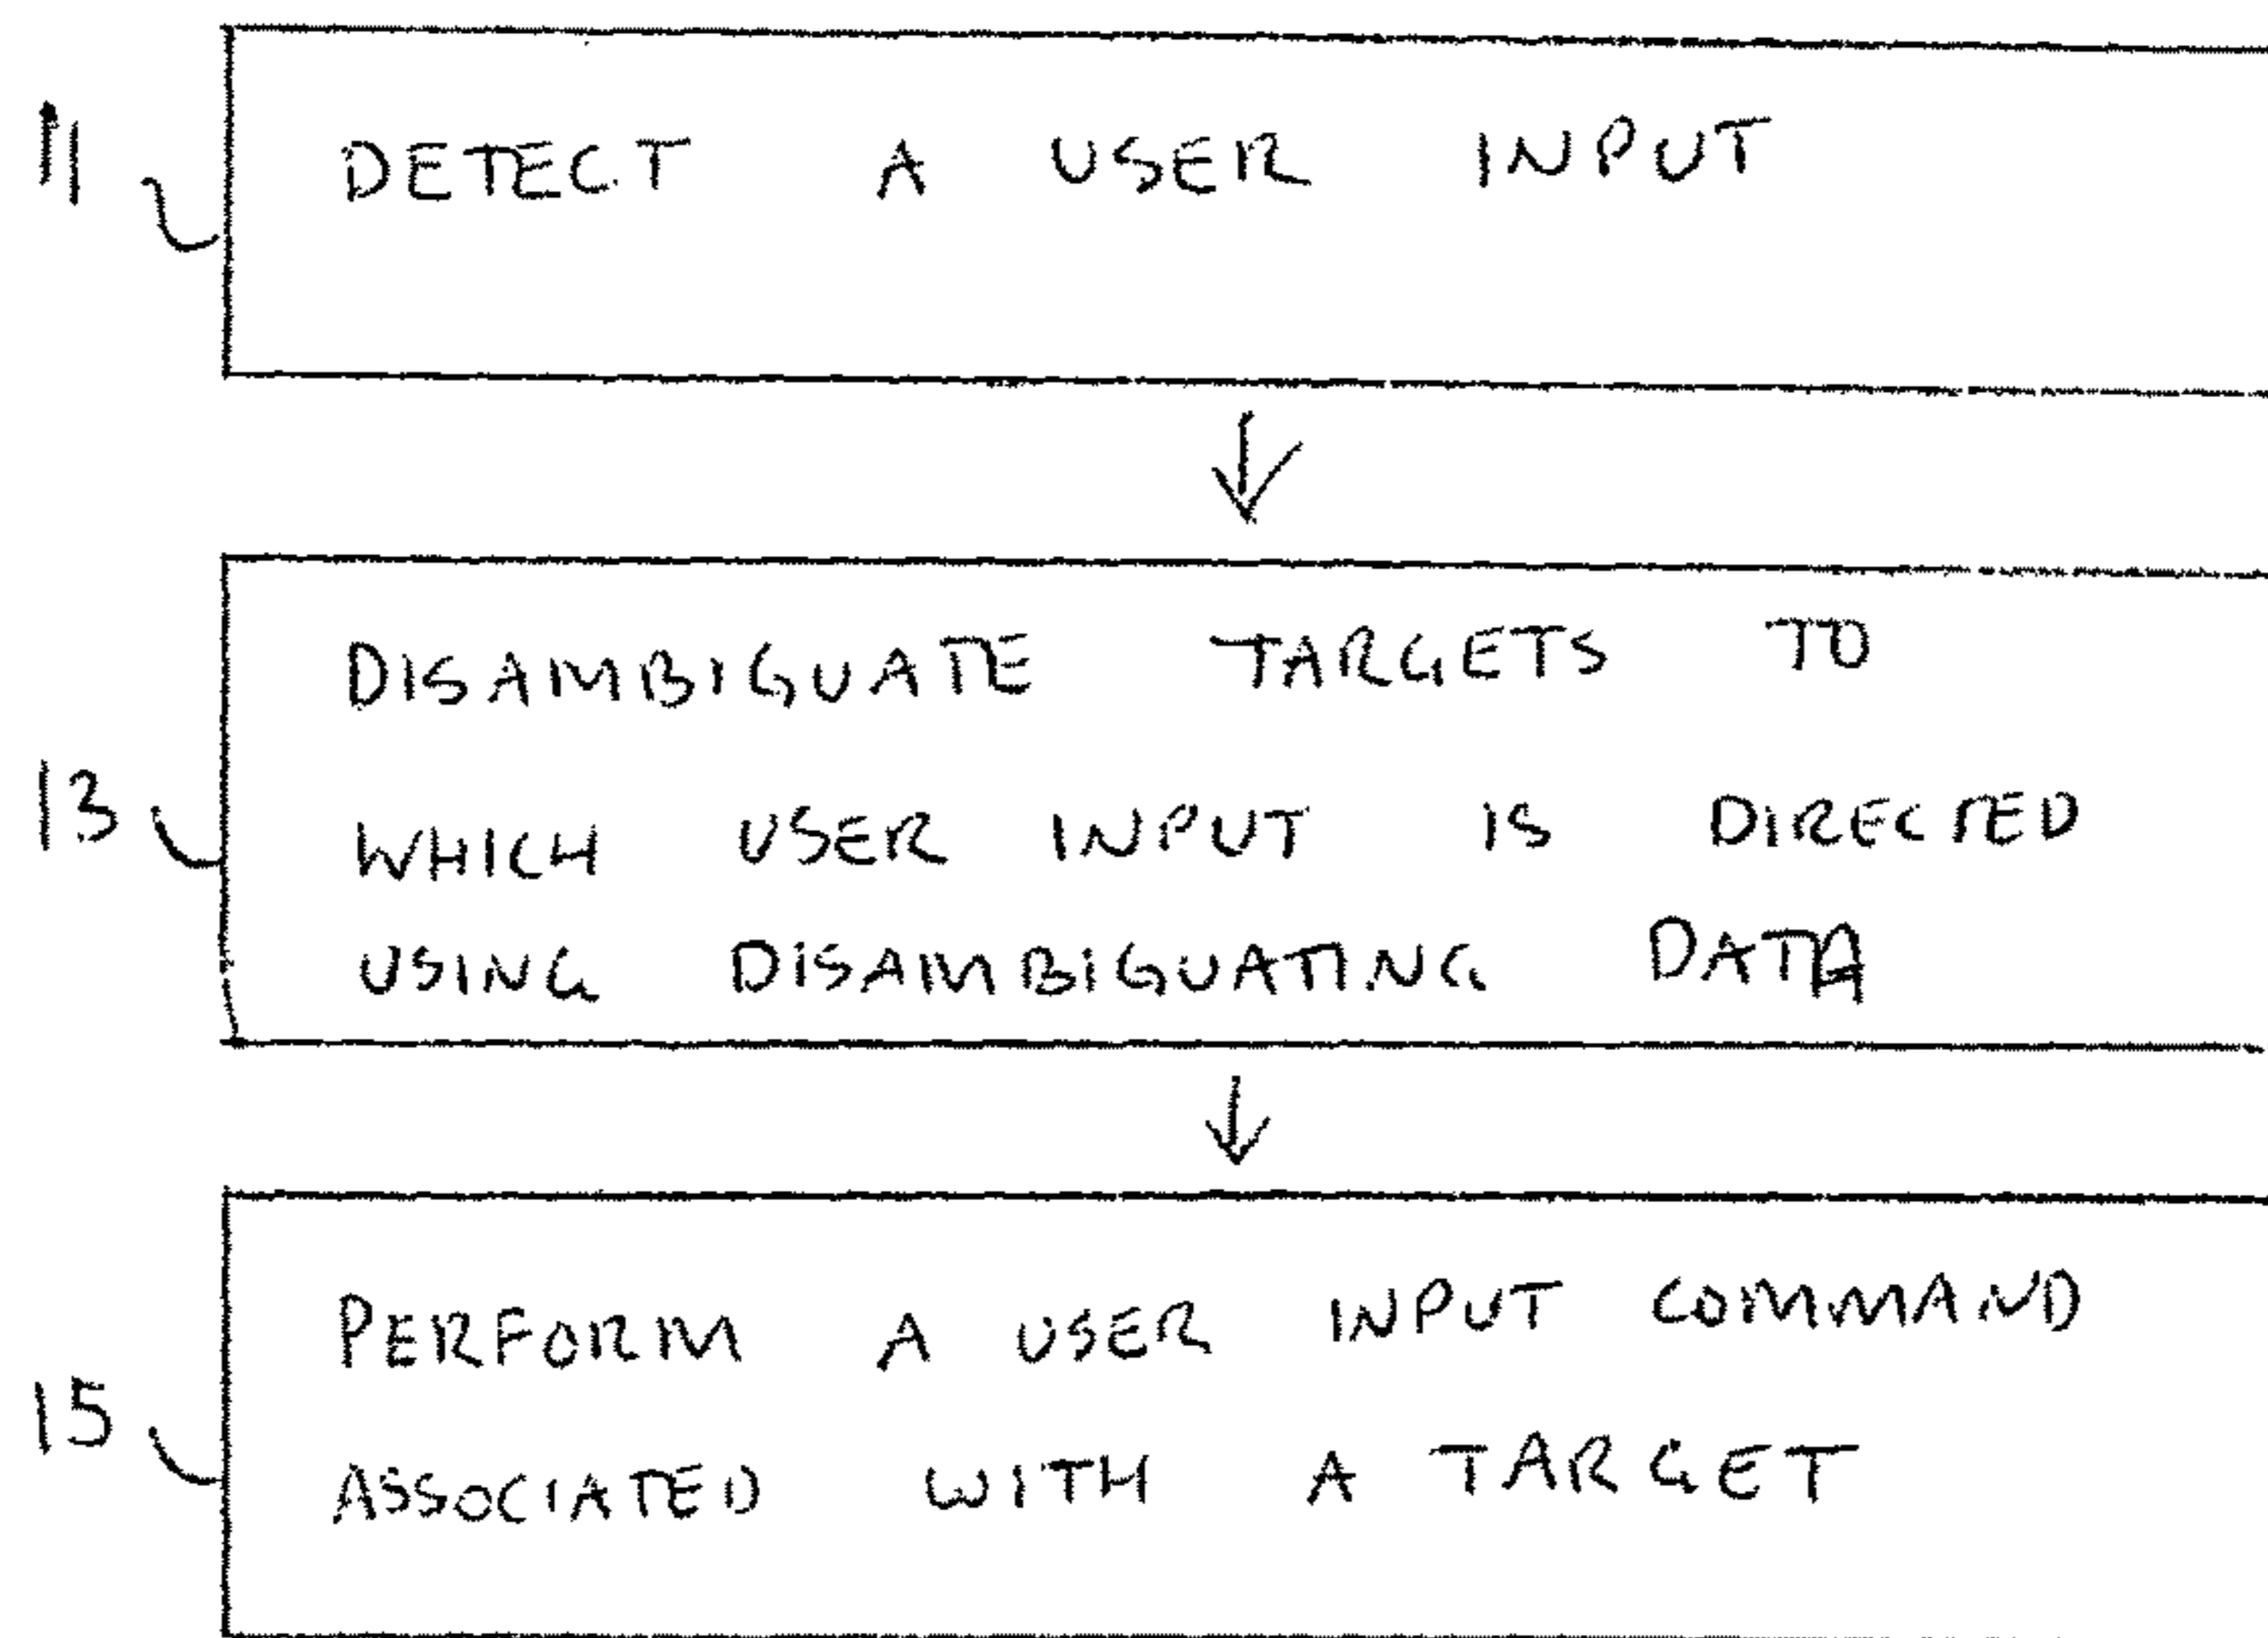 11
DETECT A USER INPUT
DISAMBIGUATE TARGETS TO
13
WHICH USER INPUT IS DIRECTED
USING DISAMBIGUATING DATA
PERFORM A USER INPUT COMMAND
15
ASSOCIATED WITH A TARGET